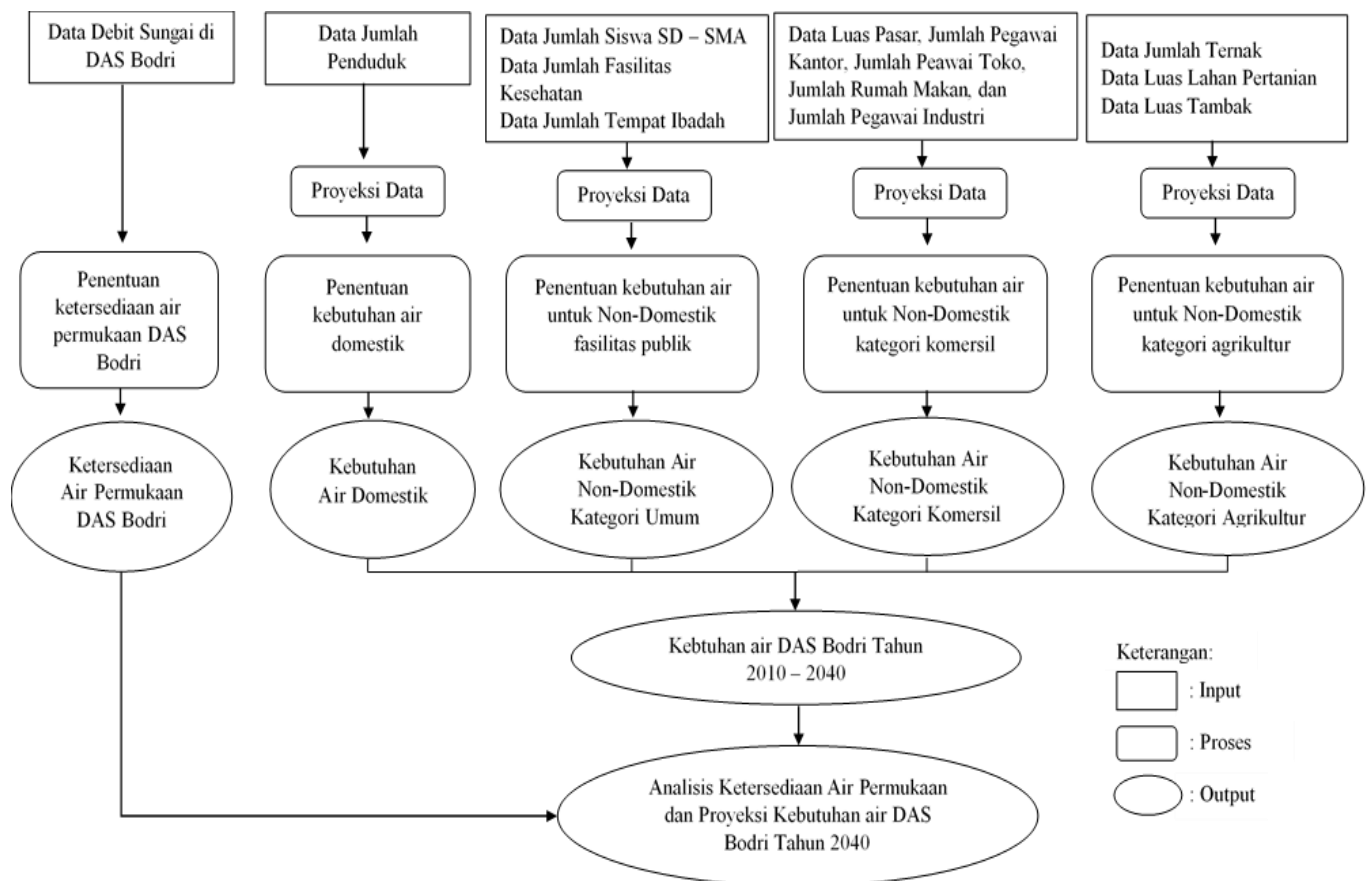 Data Debit Sungai di
DAS Bodri
Data Jumlah
Penduduk
Data Jumlah Siswa SD – SMA
Data Jumlah Fasilitas
Kesehatan
Data Jumlah Tempat Ibadah
Data Luas Pasar, Jumlah Pegawai
Kantor, Jumlah Peawai Toko,
Jumlah Rumah Makan, dan
Jumlah Pegawai Industri
Data Jumlah Ternak
Data Luas Lahan Pertanian
Data Luas Tambak
Proyeksi Data
Proyeksi Data
Proyeksi Data
Proyeksi Data
Penentuan
ketersediaan air
permukaan DAS
Bodri
Penentuan
kebutuhan air
domestik
Penentuan kebutuhan air
untuk Non-Domestik
fasilitas publik
Penentuan kebutuhan air
untuk Non-Domestik
kategori komersil
Penentuan kebutuhan air
untuk Non-Domestik
kategori agrikultur
Ketersediaan
Air Permukaan
DAS Bodri
Kebutuhan
Air Domestik
Kebutuhan Air
Non-Domestik
Kategori Umum
Kebutuhan Air
Non-Domestik
Kategori Komersil
Kebutuhan Air
Non-Domestik
Kategori Agrikultur
Kebtuhan air DAS Bodri Tahun
2010 – 2040
Analisis Ketersediaan Air Permukaan
dan Proyeksi Kebutuhan air DAS
Bodri Tahun 2040
Keterangan:
: Input
: Proses
: Output